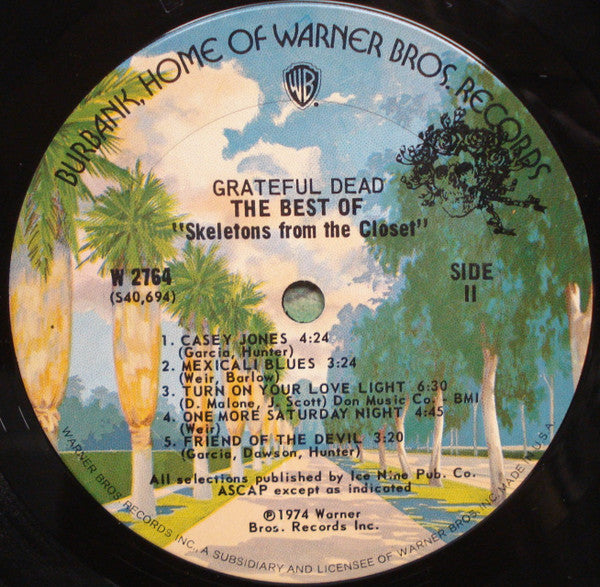 BURBANK, HOME OF WARNER BROS. RECORDS
WB
GRATEFUL DEAD
THE BEST OF
"Skeletons from the Closet"
W 2764
(S40,694)
SIDE
II
1. CASEY JONES 4:24
(Garcia, Hunter)
2. MEXICALI BLUES 3:24
(Weir, Barlow)
3. TURN ON YOUR LOVE LIGHT 6:30
(D. Malone, J. Scott) Don Music Co. - BMI
4. ONE MORE SATURDAY NIGHT 4:45
(Weir)
5. FRIEND OF THE DEVIL 3:20
(Garcia, Dawson, Hunter)
All selections published by Ice Nine Pub. Co.
ASCAP except as indicated
℗1974 Warner
Bros. Records Inc.
WARNER BROS. RECORDS INC., A SUBSIDIARY AND LICENSEE OF WARNER BROS. INC. MADE IN U.S.A.